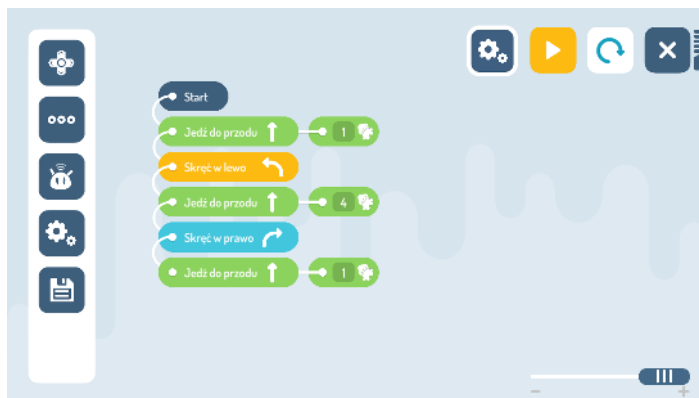 Start
Jedź do przodu 1
Skręć w lewo
Jedź do przodu 4
Skręć w prawo
Jedź do przodu 1